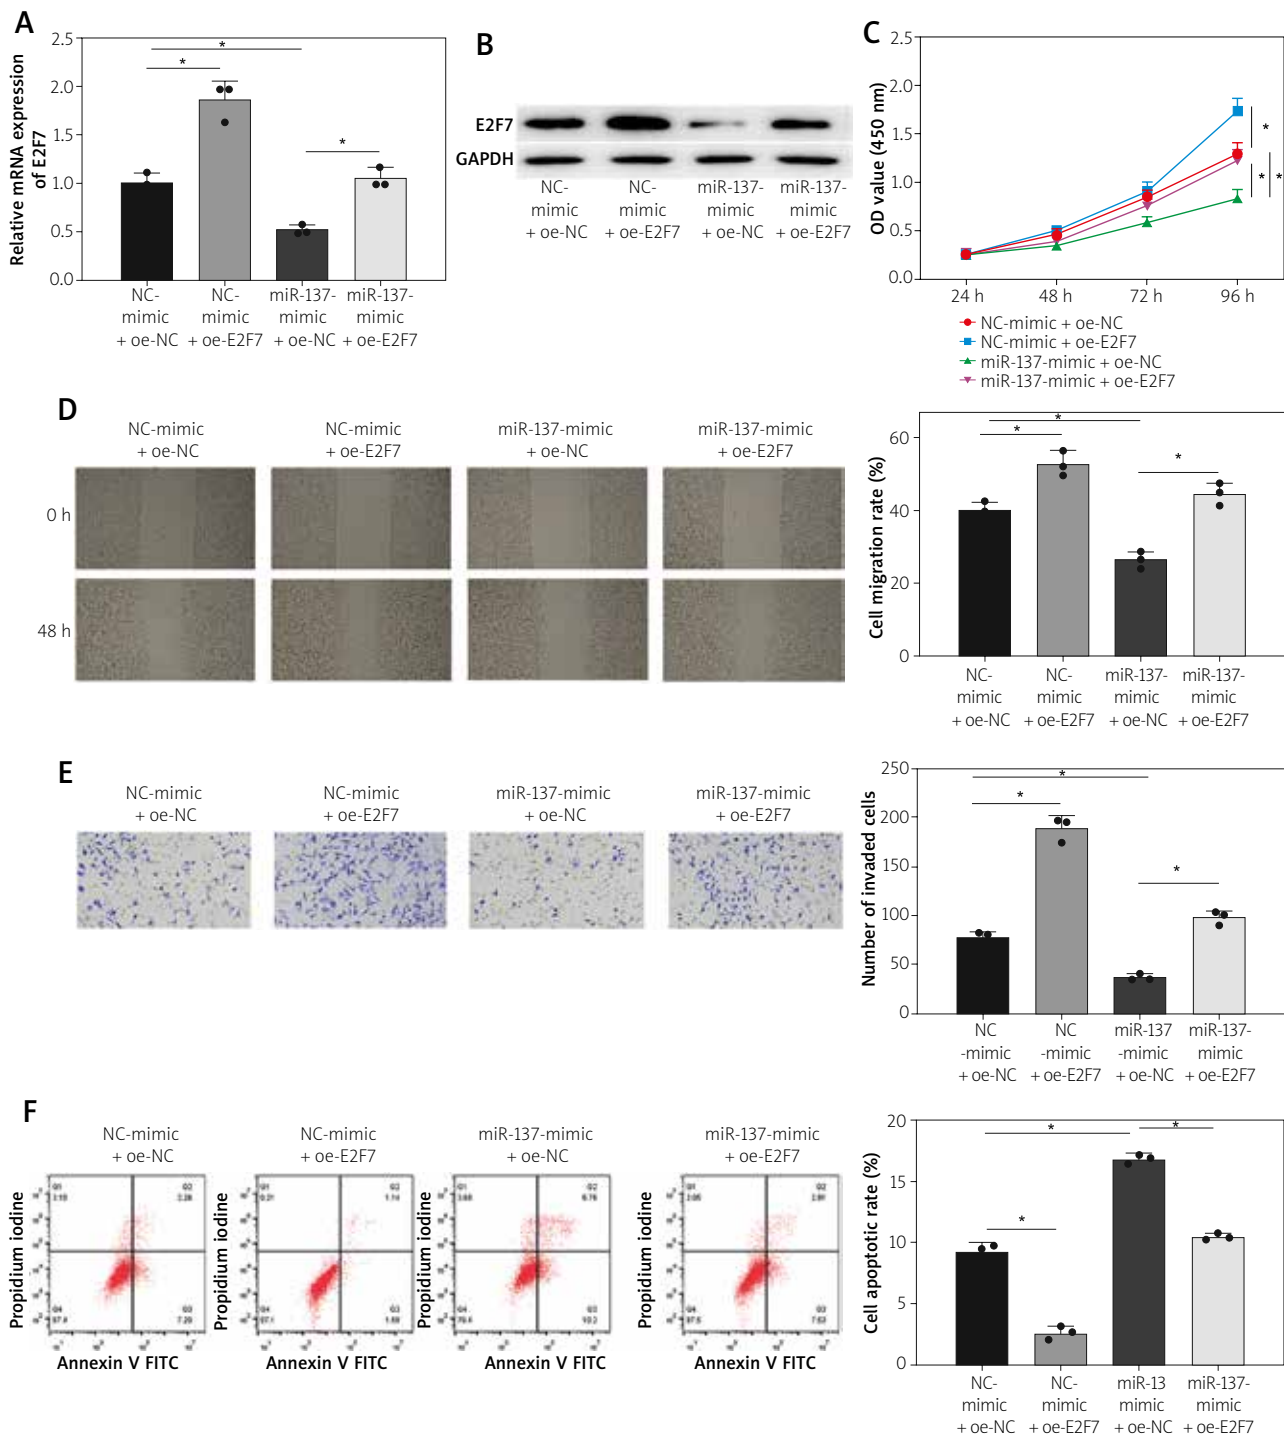 A
Relative mRNA expression
of E2F7
2.5
2.0
1.5
1.0
0.5
0.0
*
*
*
NC-
mimic
+ oe-NC
NC-
mimic
+ oe-E2F7
miR-137-
mimic
+ oe-NC
miR-137-
mimic
+ oe-E2F7
B
E2F7
GAPDH
NC-
mimic
+ oe-NC
NC-
mimic
+ oe-E2F7
miR-137-
mimic
+ oe-NC
miR-137-
mimic
+ oe-E2F7
C
OD value (450 nm)
2.5
2.0
1.5
1.0
0.5
0.0
*
*
*
24 h 48 h 72 h 96 h
NC-mimic + oe-NC
NC-mimic + oe-E2F7
miR-137-mimic + oe-NC
miR-137-mimic + oe-E2F7
D
NC-mimic
+ oe-NC
NC-mimic
+ oe-E2F7
miR-137-mimic
+ oe-NC
miR-137-mimic
+ oe-E2F7
0 h
48 h
Cell migration rate (%)
60
40
20
0
*
*
*
NC-
mimic
+ oe-NC
NC-
mimic
+ oe-E2F7
miR-137-
mimic
+ oe-NC
miR-137-
mimic
+ oe-E2F7
E
NC-mimic
+ oe-NC
NC-mimic
+ oe-E2F7
miR-137-mimic
+ oe-NC
miR-137-mimic
+ oe-E2F7
Number of invaded cells
250
200
150
100
50
0
*
*
*
NC
-mimic
+ oe-NC
NC
-mimic
+ oe-E2F7
miR-137
-mimic
+ oe-NC
miR-137-
mimic
+ oe-E2F7
F
NC-mimic
+ oe-NC
NC-mimic
+ oe-E2F7
miR-137-mimic
+ oe-NC
miR-137-mimic
+ oe-E2F7
Propidium iodine
Annexin V FITC
Propidium iodine
Annexin V FITC
Propidium iodine
Annexin V FITC
Propidium iodine
Annexin V FITC
Cell apoptotic rate (%)
20
15
10
5
0
*
*
*
NC-
mimic
+ oe-NC
NC-
mimic
+ oe-E2F7
miR-13
mimic
+ oe-NC
miR-137-
mimic
+ oe-E2F7